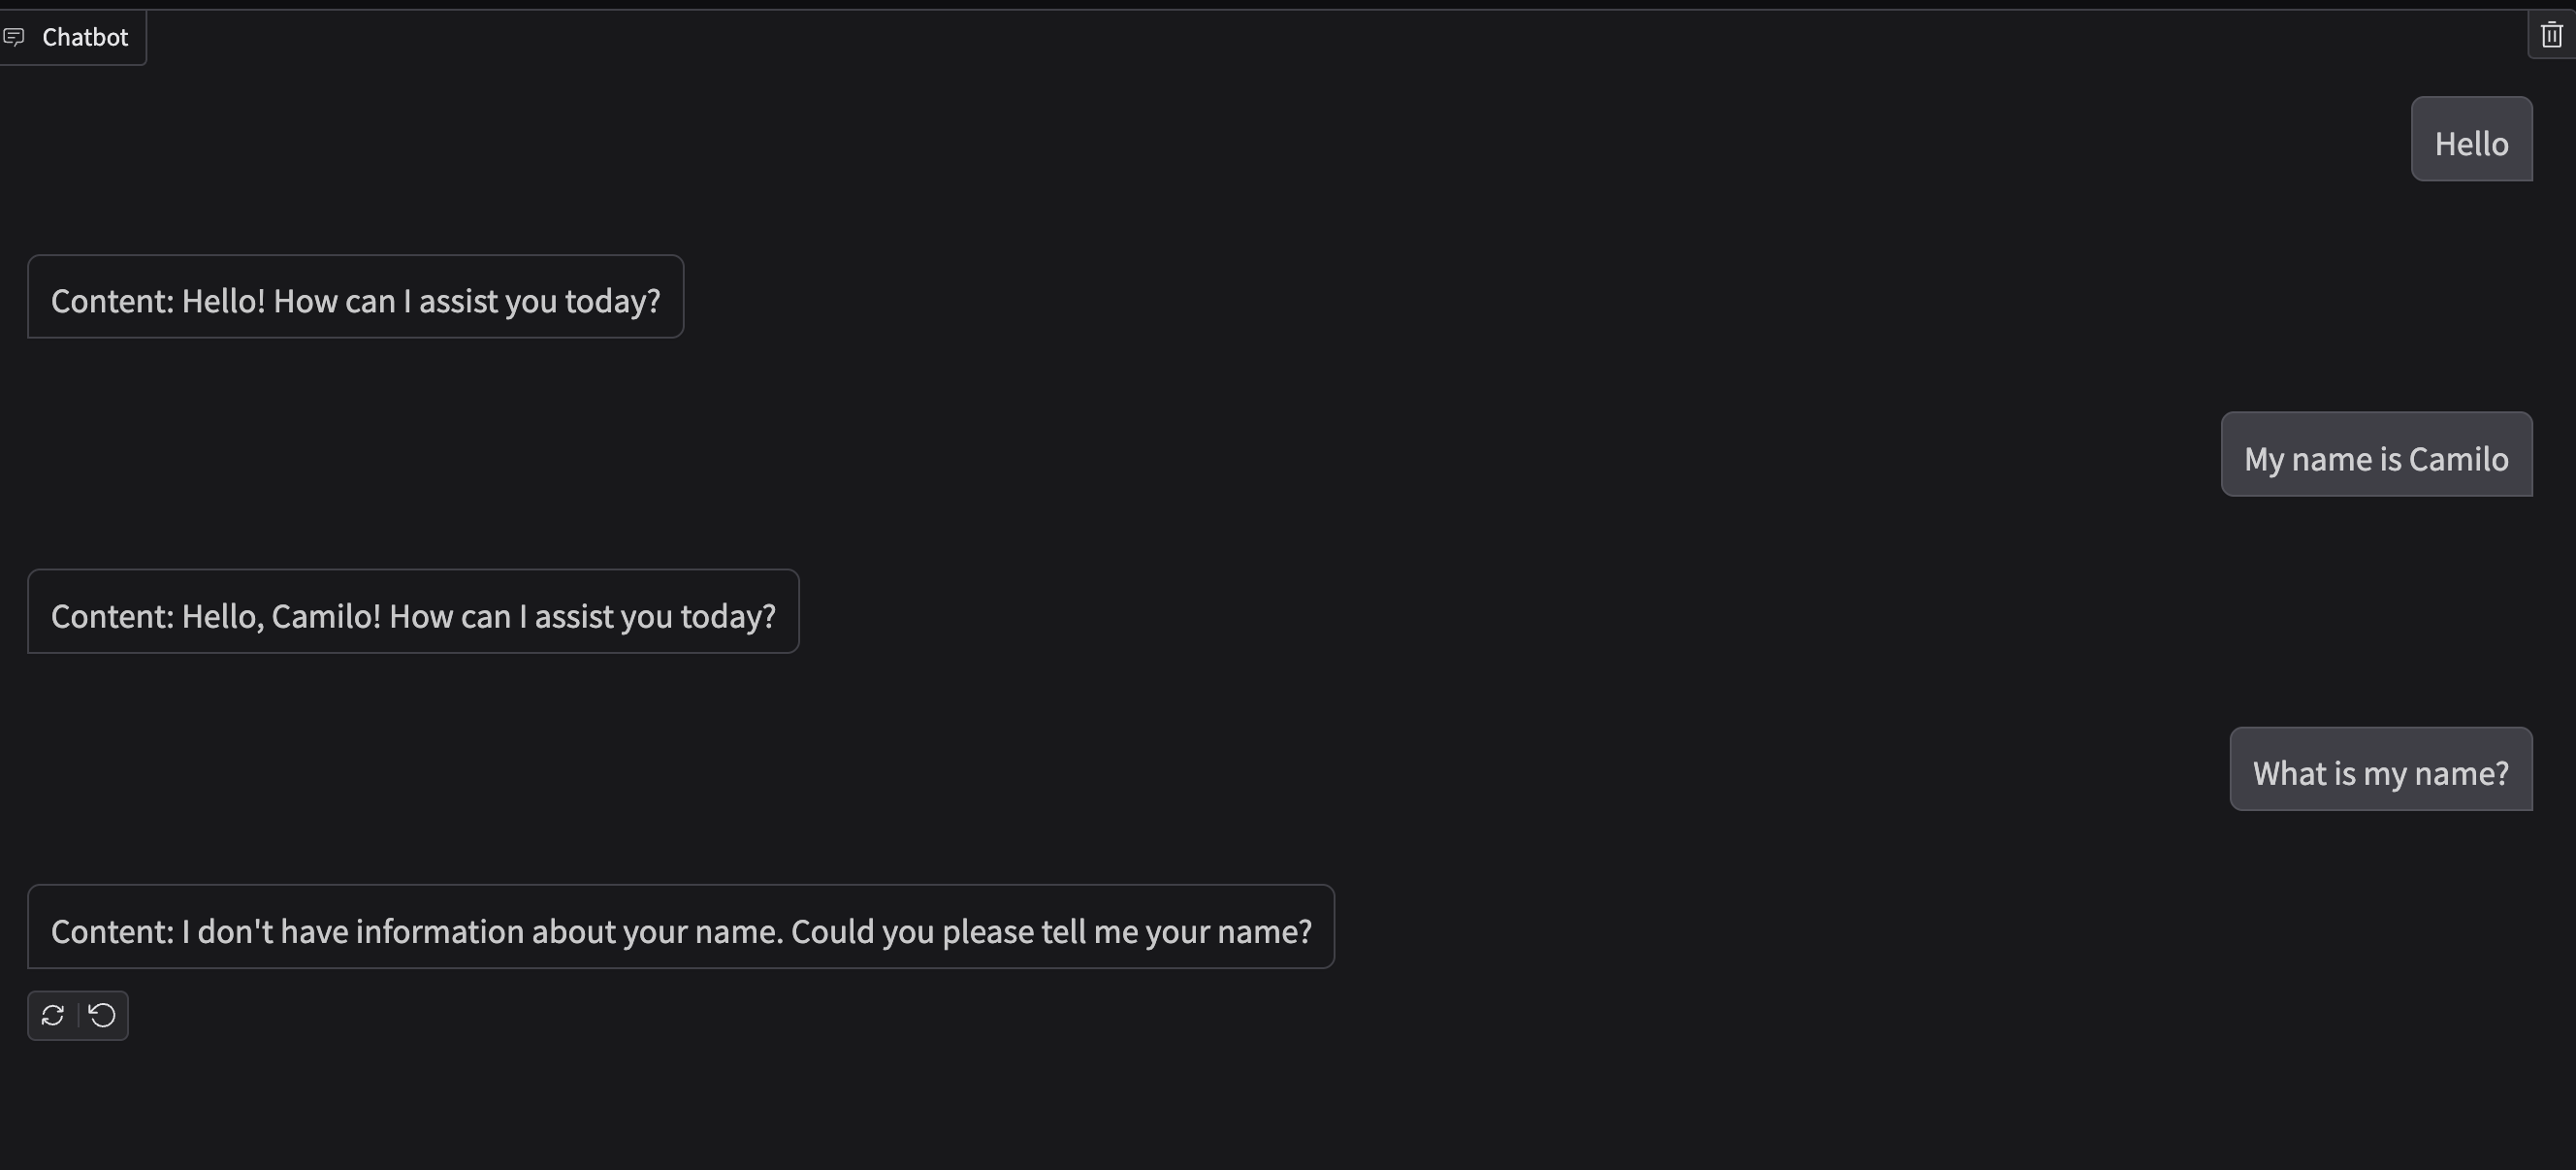 Chatbot
Hello
Content: Hello! How can I assist you today?
My name is Camilo
Content: Hello, Camilo! How can I assist you today?
What is my name?
Content: I don't have information about your name. Could you please tell me your name?